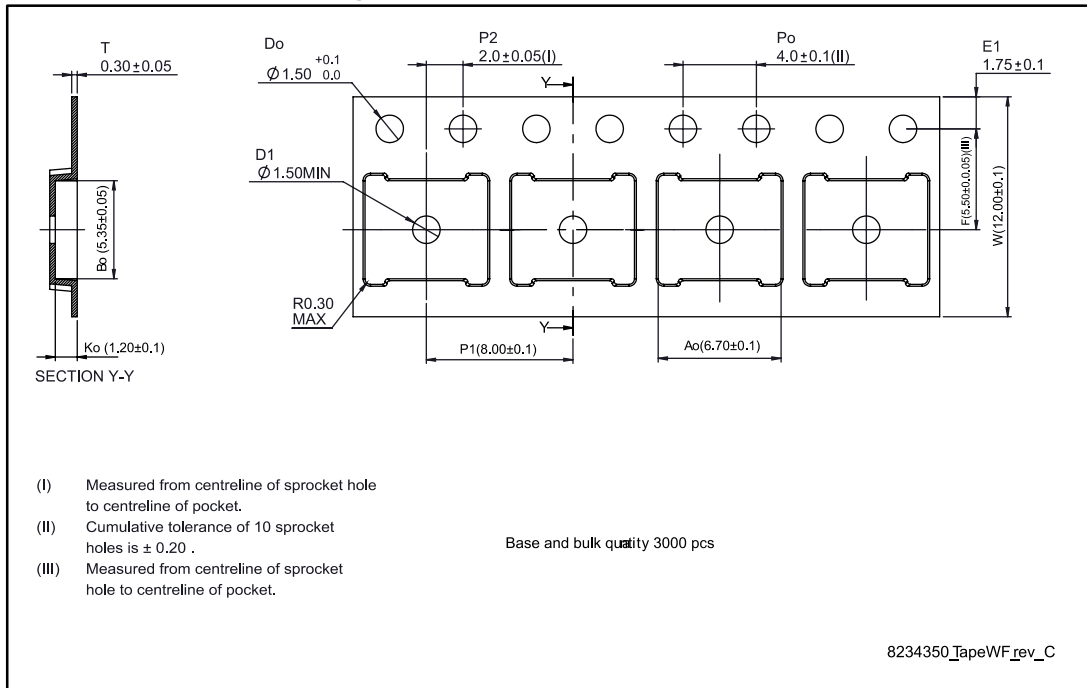 T
0.30±0.05
Do
Ø1.50 +0.1 0.0
P2
2.0±0.05(I)
Po
4.0±0.1(II)
E1
1.75±0.1
Y
D1
Ø1.50MIN
Bo (5.35±0.05)
F(5.50±0.0.05)(III)
W(12.00±0.1)
R0.30
MAX
Y
Ko (1.20±0.1)
P1(8.00±0.1)
Ao(6.70±0.1)
SECTION Y-Y
(I) Measured from centreline of sprocket hole
to centreline of pocket.
(II) Cumulative tolerance of 10 sprocket
holes is ± 0.20 .
(III) Measured from centreline of sprocket
hole to centreline of pocket.
Base and bulk quatity 3000 pcs
8234350_TapeWF_rev_C